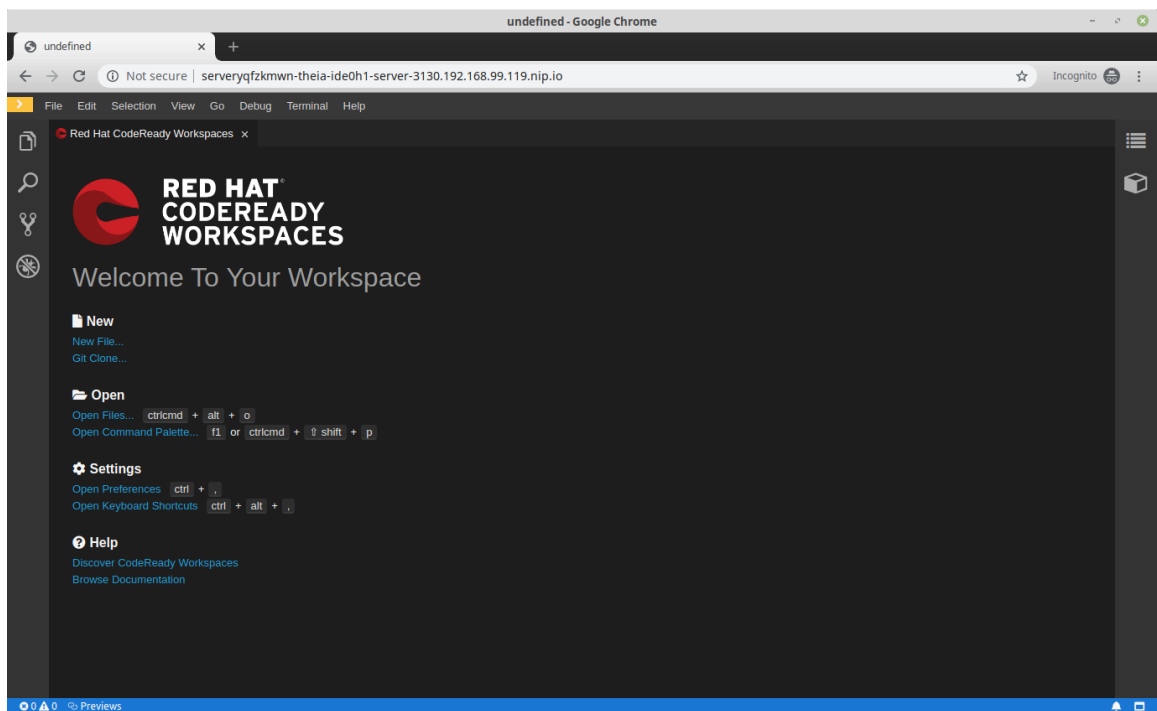 undefined - Google Chrome
undefined
Not secure | serveryqfzkmwn-theia-ide0h1-server-3130.192.168.99.119.nip.io
Incognito
File Edit Selection View Go Debug Terminal Help
Red Hat CodeReady Workspaces
RED HAT®
CODEREADY
WORKSPACES
Welcome To Your Workspace
New
New File...
Git Clone...
Open
Open Files... ctrlcmd + alt + o
Open Command Palette... f1 or ctrlcmd + ⇧ shift + p
Settings
Open Preferences ctrl + ,
Open Keyboard Shortcuts ctrl + alt + ,
Help
Discover CodeReady Workspaces
Browse Documentation
0 0 Previews